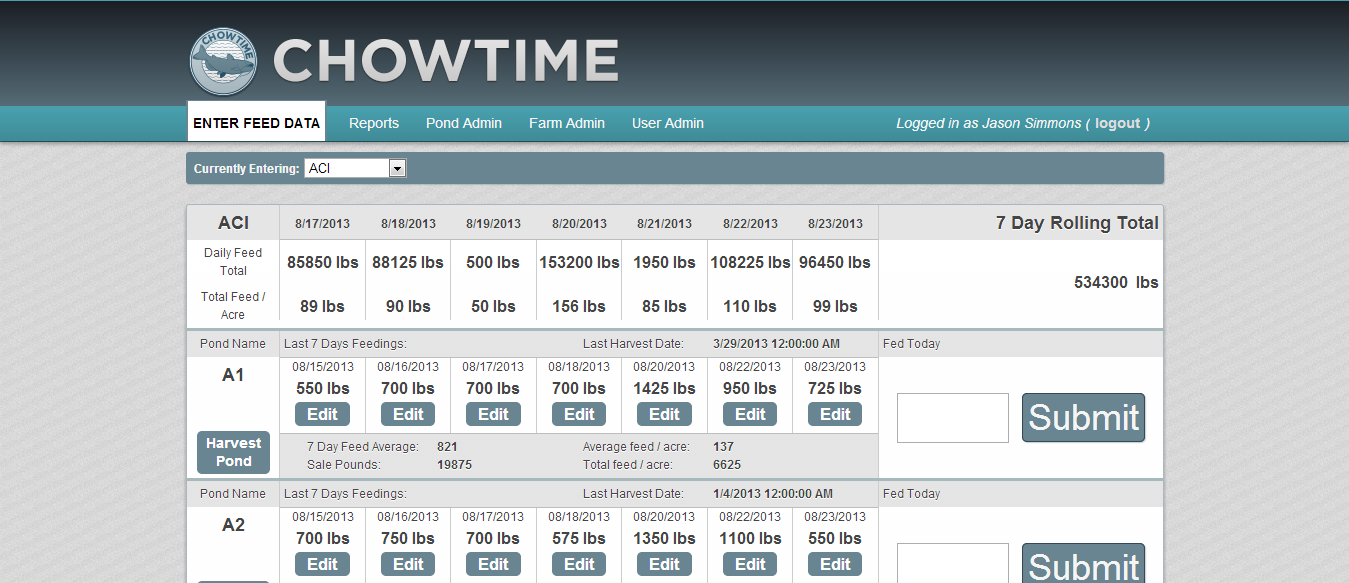 CHOWTIME
CHOWTIME
ENTER FEED DATA Reports Pond Admin Farm Admin User Admin Logged in as Jason Simmons ( logout )
Currently Entering: ACI
ACI 8/17/2013 8/18/2013 8/19/2013 8/20/2013 8/21/2013 8/22/2013 8/23/2013 7 Day Rolling Total
Daily Feed
Total
85850 lbs 88125 lbs 500 lbs 153200 lbs 1950 lbs 108225 lbs 96450 lbs
534300 lbs
Total Feed /
Acre
89 lbs 90 lbs 50 lbs 156 lbs 85 lbs 110 lbs 99 lbs
Pond Name Last 7 Days Feedings: Last Harvest Date: 3/29/2013 12:00:00 AM Fed Today
A1
08/15/2013 08/16/2013 08/17/2013 08/18/2013 08/20/2013 08/22/2013 08/23/2013
550 lbs 700 lbs 700 lbs 700 lbs 1425 lbs 950 lbs 725 lbs
Edit Edit Edit Edit Edit Edit Edit
Submit
Harvest
Pond
7 Day Feed Average: 821 Average feed / acre: 137
Sale Pounds: 19875 Total feed / acre: 6625
Pond Name Last 7 Days Feedings: Last Harvest Date: 1/4/2013 12:00:00 AM Fed Today
A2
08/15/2013 08/16/2013 08/17/2013 08/18/2013 08/20/2013 08/22/2013 08/23/2013
700 lbs 750 lbs 700 lbs 575 lbs 1350 lbs 1100 lbs 550 lbs
Edit Edit Edit Edit Edit Edit Edit
Submit